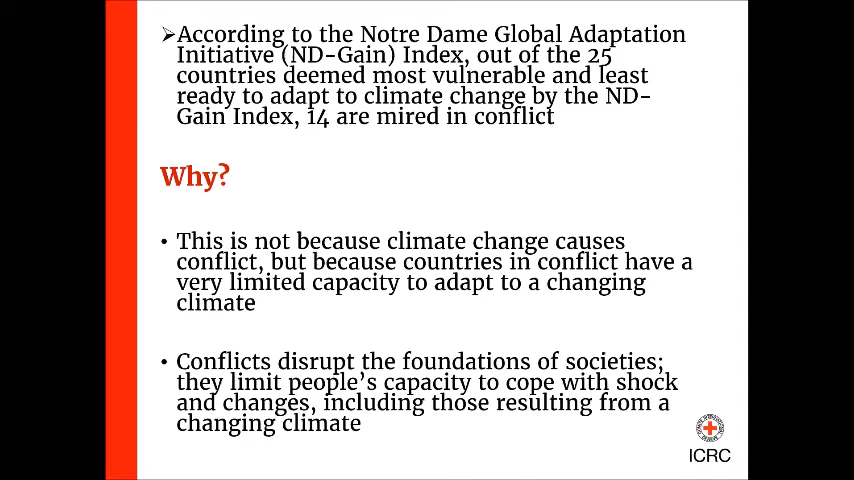 ➢According to the Notre Dame Global Adaptation
Initiative (ND-Gain) Index, out of the 25
countries deemed most vulnerable and least
ready to adapt to climate change by the ND-
Gain Index, 14 are mired in conflict
Why?
• This is not because climate change causes
conflict, but because countries in conflict have a
very limited capacity to adapt to a changing
climate
• Conflicts disrupt the foundations of societies;
they limit people's capacity to cope with shock
and changes, including those resulting from a
changing climate
ICRC